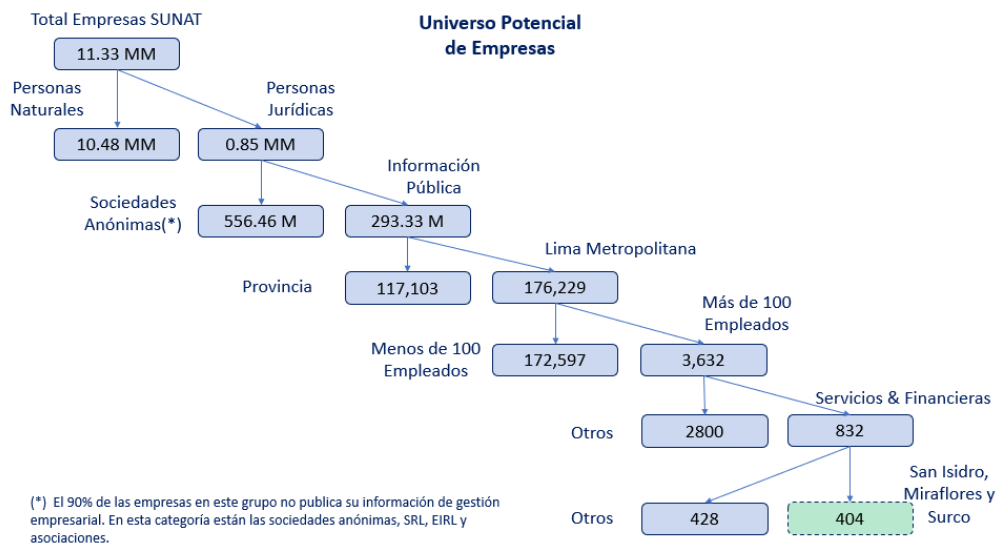 Total Empresas SUNAT
Universo Potencial
de Empresas
11.33 MM
Personas
Naturales
Personas
Jurídicas
10.48 MM
0.85 MM
Información
Pública
Sociedades
Anónimas(*)
556.46 M
293.33 M
Lima Metropolitana
Provincia
117,103
176,229
Más de 100
Empleados
Menos de 100
Empleados
172,597
3,632
Servicios & Financieras
Otros
2800
832
San Isidro,
Miraflores y
Surco
Otros
428
404
(*) El 90% de las empresas en este grupo no publica su información de gestión
empresarial. En esta categoría están las sociedades anónimas, SRL, EIRL y
asociaciones.